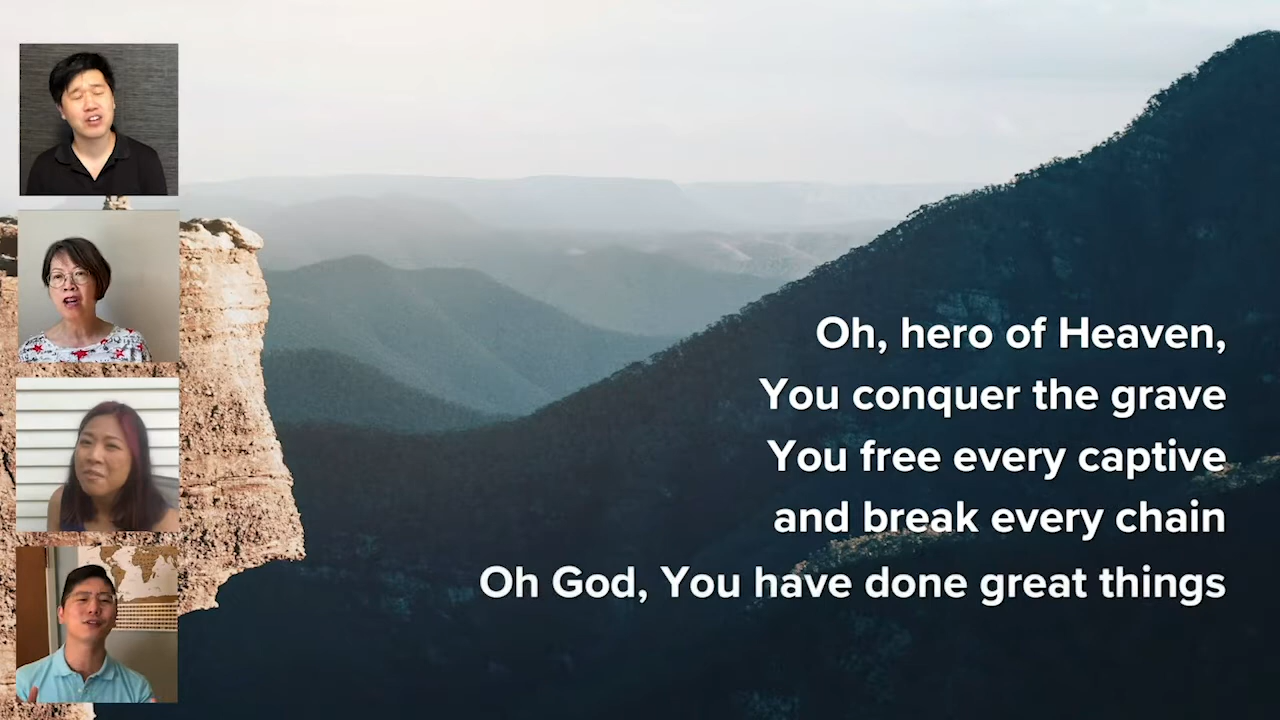 Oh, hero of Heaven,
You conquer the grave
You free every captive
and break every chain
Oh God, You have done great things